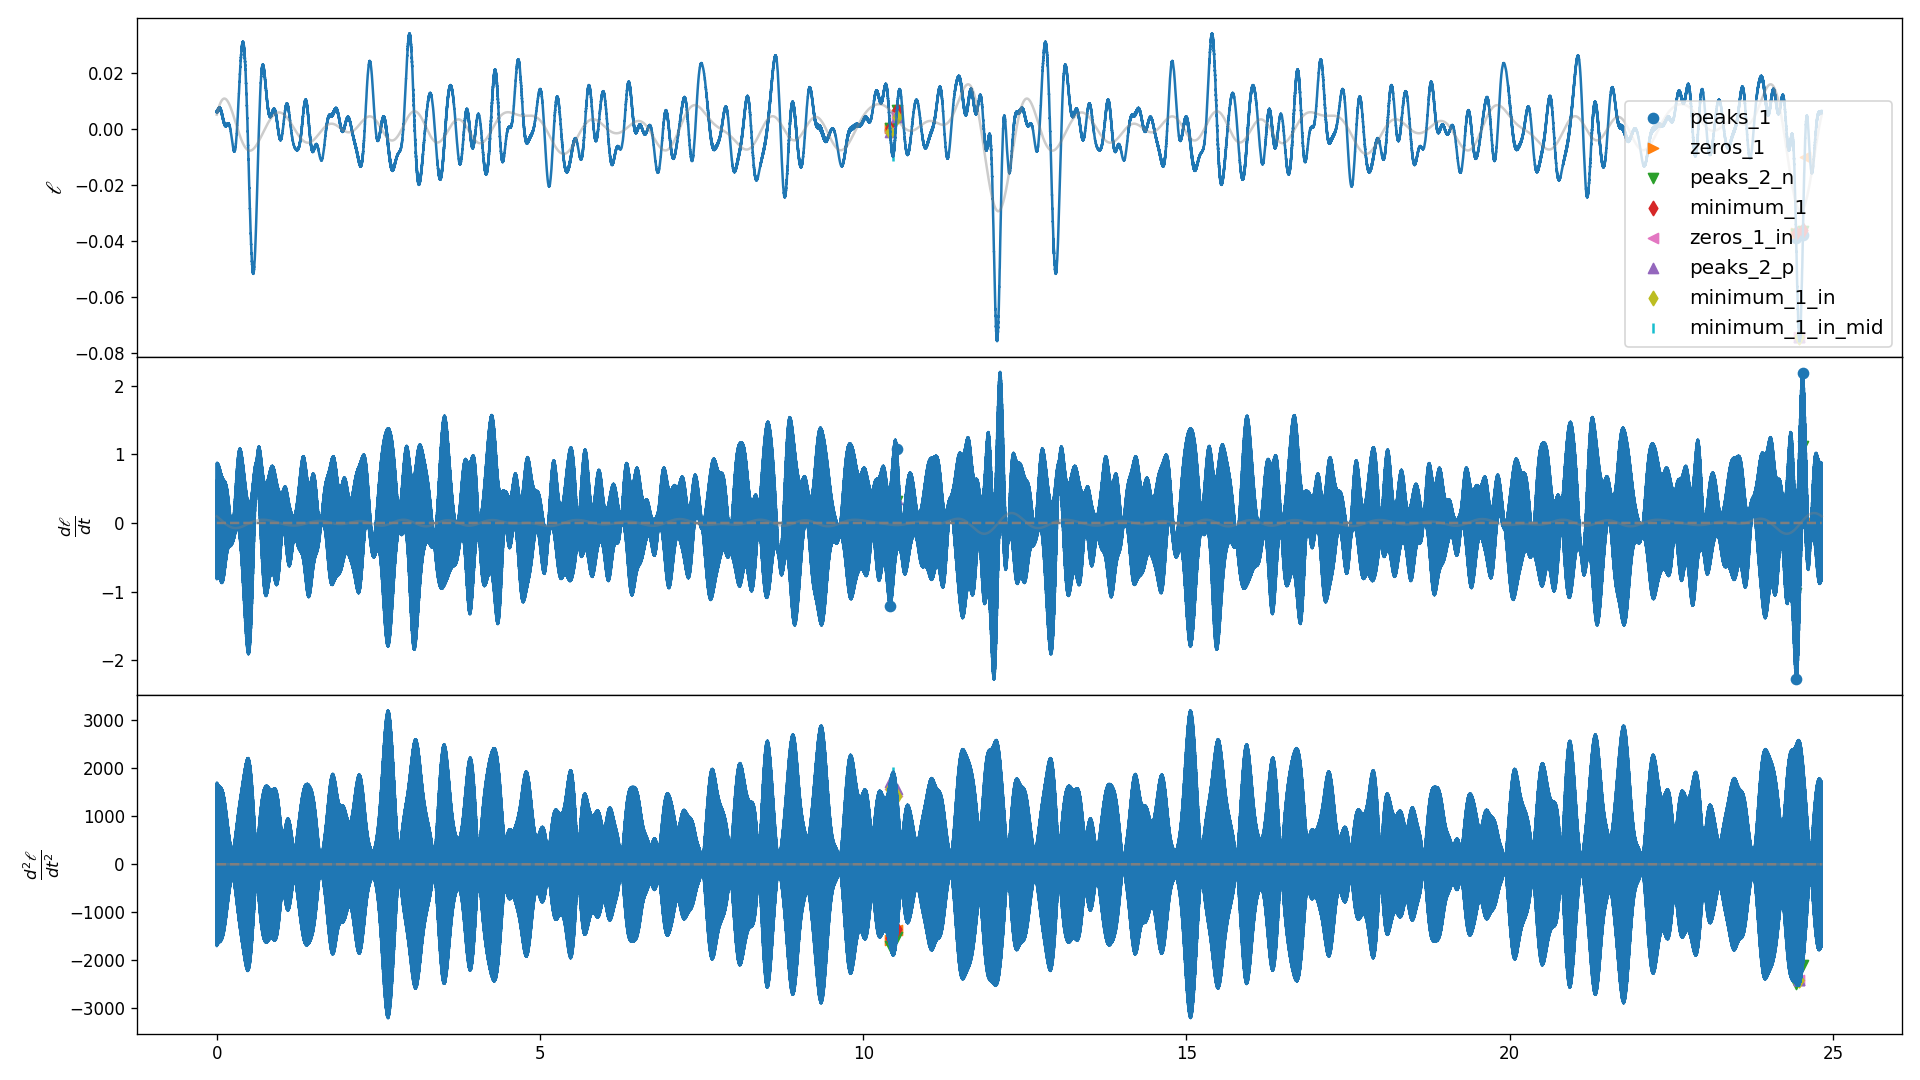 0.02
0.00
−0.02
−0.04
−0.06
−0.08
ℓ
peaks_1
zeros_1
peaks_2_n
minimum_1
zeros_1_in
peaks_2_p
minimum_1_in
minimum_1_in_mid
2
1
0
−1
−2
dℓ
dt
3000
2000
1000
0
−1000
−2000
−3000
d²ℓ
dt²
0 5 10 15 20 25